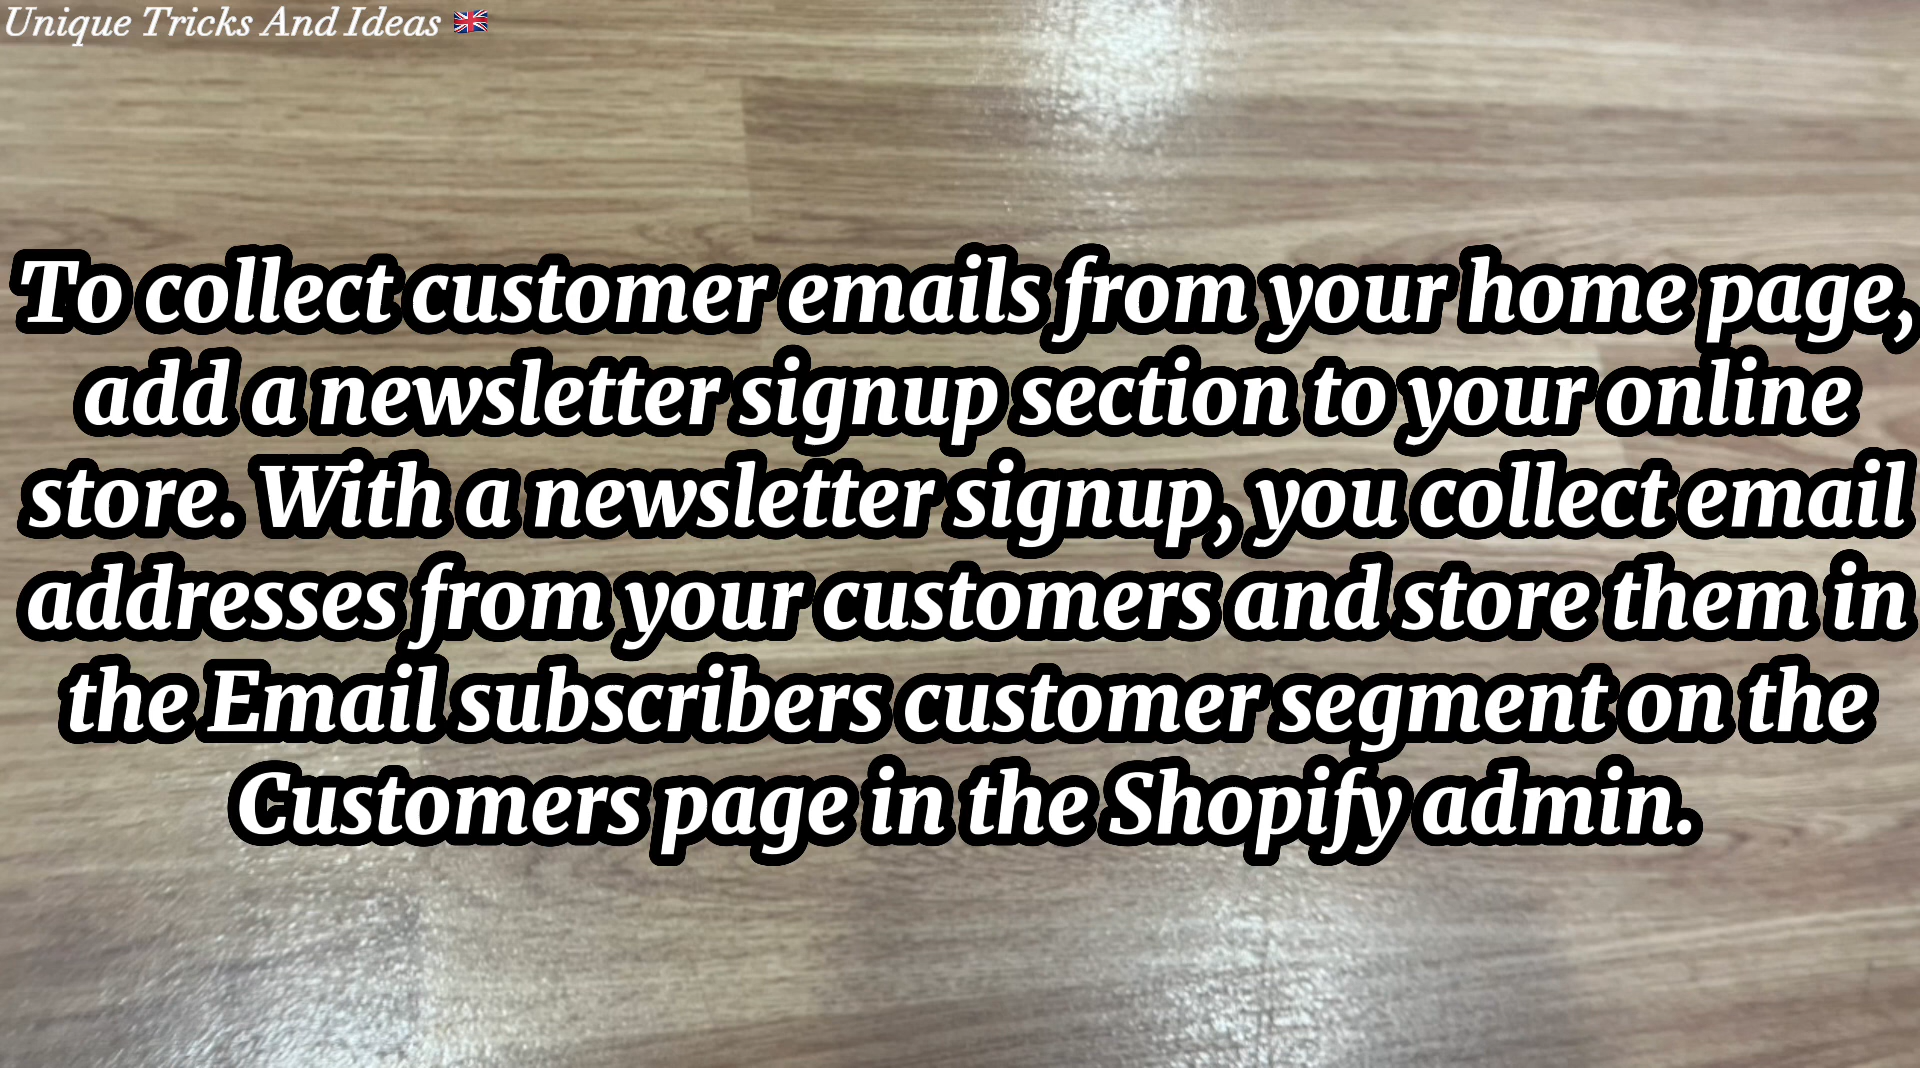 Unique Tricks And Ideas 🇬🇧
To collect customer emails from your home page,
add a newsletter signup section to your online
store. With a newsletter signup, you collect email
addresses from your customers and store them in
the Email subscribers customer segment on the
Customers page in the Shopify admin.